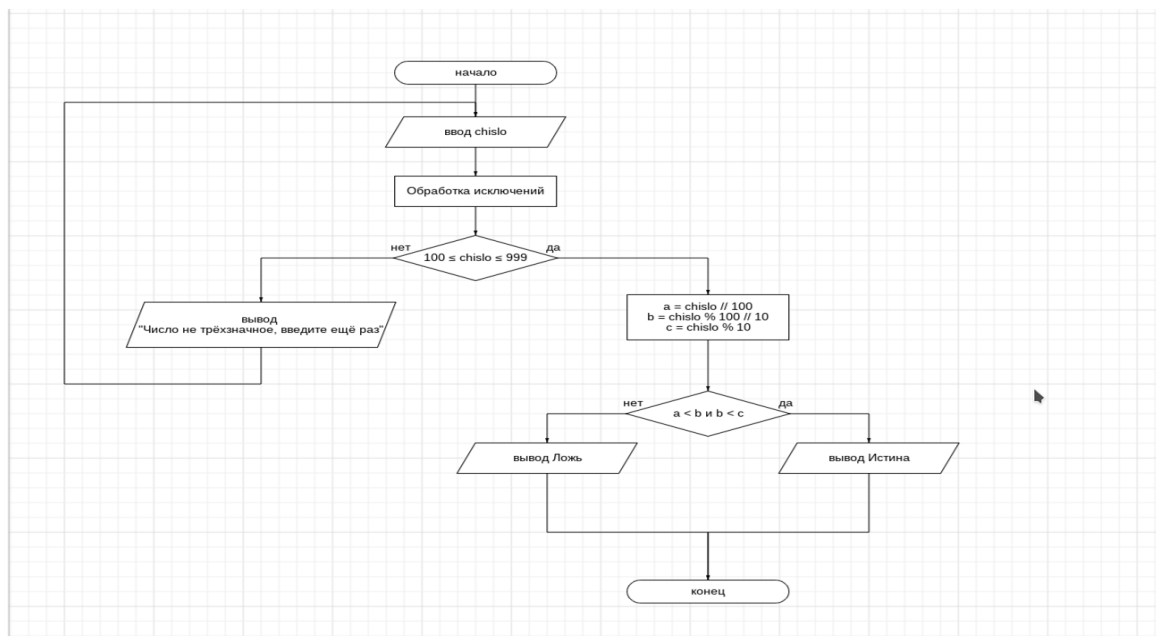 начало
ввод chislo
Обработка исключений
нет
да
100 ≤ chislo ≤ 999
вывод
"Число не трёхзначное, введите ещё раз"
a = chislo // 100
b = chislo % 100 // 10
c = chislo % 10
нет
да
a < b и b < c
вывод Ложь
вывод Истина
конец